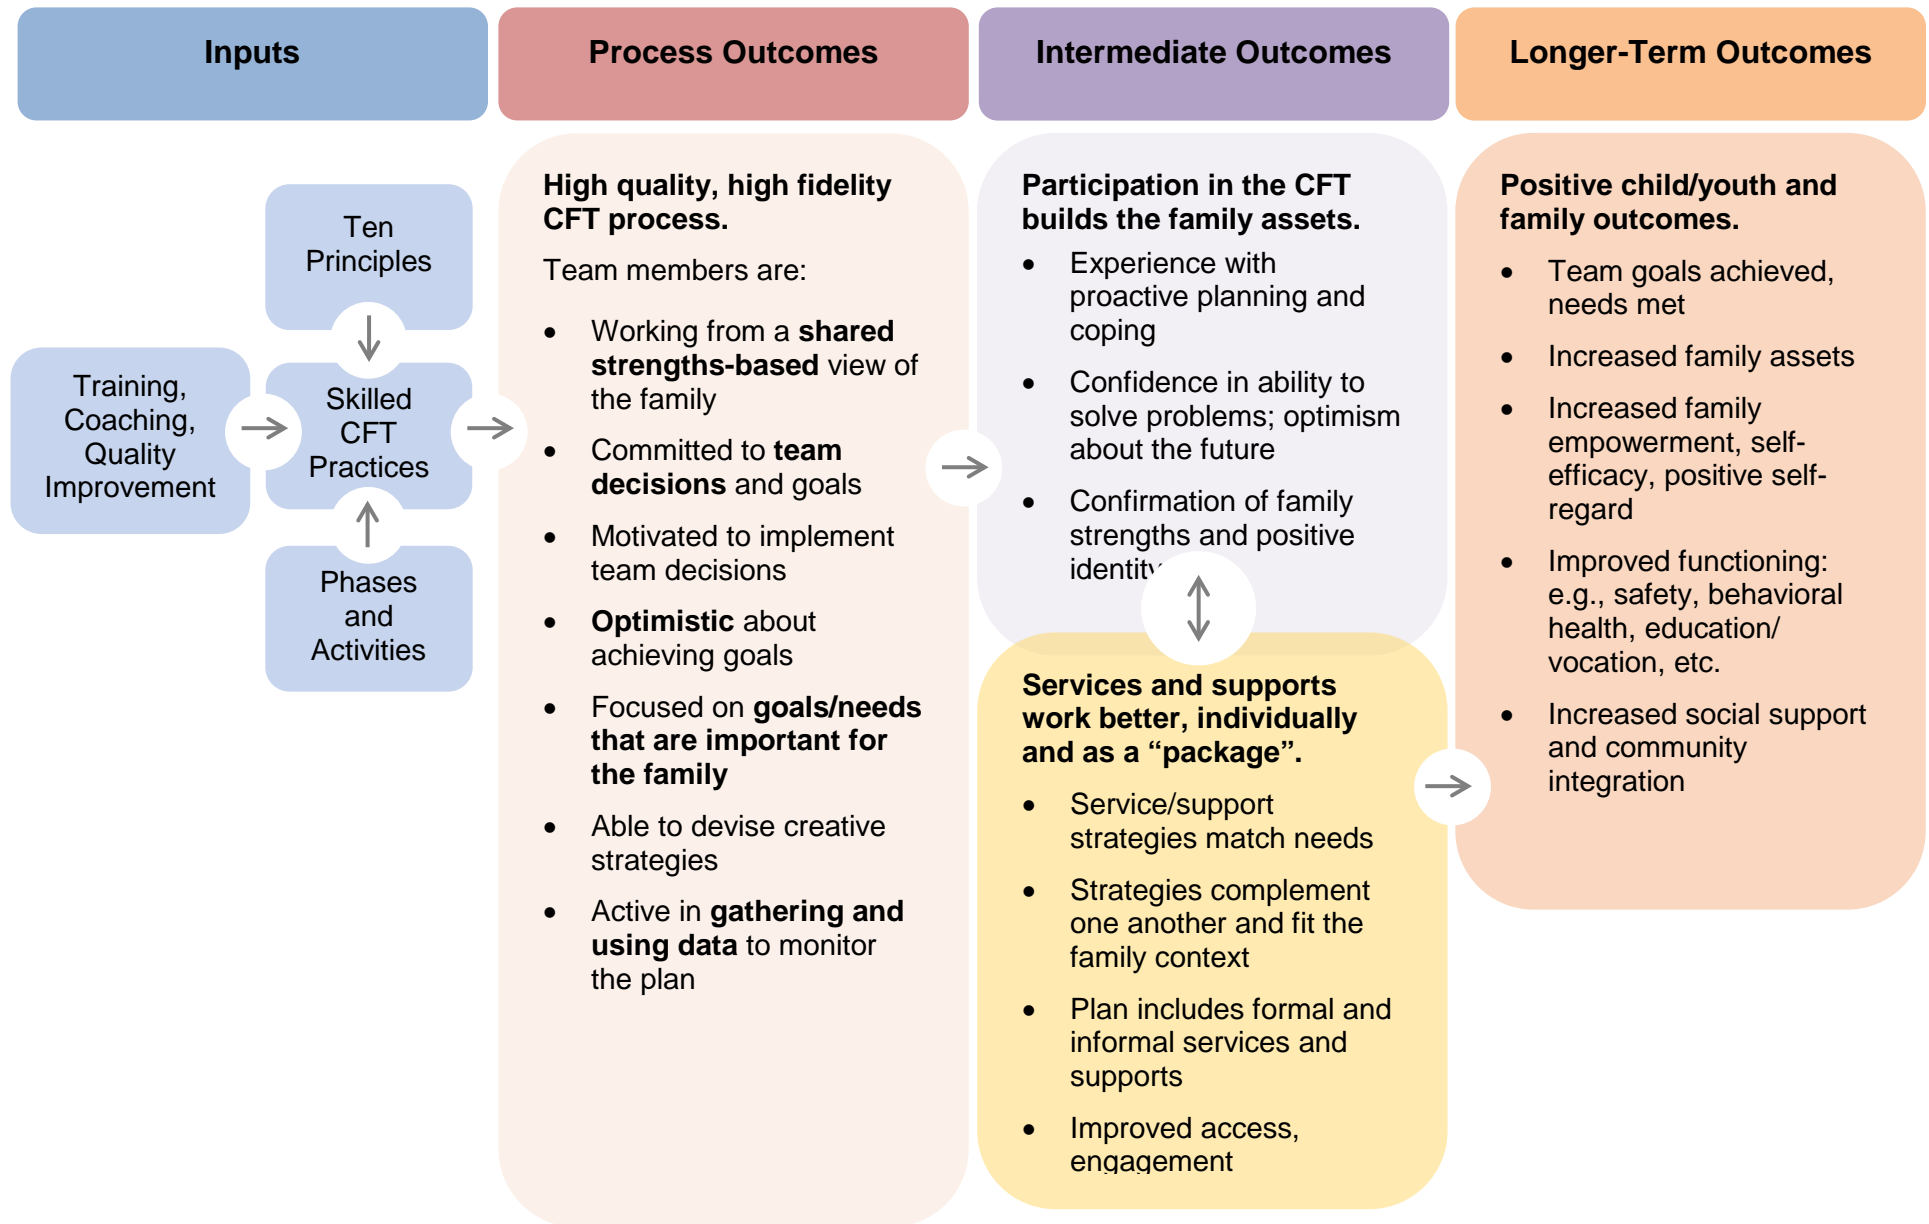 Inputs
Process Outcomes
Intermediate Outcomes
Longer-Term Outcomes
Ten
Principles
Training,
Coaching,
Quality
Improvement
Skilled
CFT
Practices
Phases
and
Activities
High quality, high fidelity
CFT process.
Team members are:
• Working from a shared
strengths-based view of
the family
• Committed to team
decisions and goals
• Motivated to implement
team decisions
• Optimistic about
achieving goals
• Focused on goals/needs
that are important for
the family
• Able to devise creative
strategies
• Active in gathering and
using data to monitor
the plan
Participation in the CFT
builds the family assets.
• Experience with
proactive planning and
coping
• Confidence in ability to
solve problems; optimism
about the future
• Confirmation of family
strengths and positive
identity
Services and supports
work better, individually
and as a “package”.
• Service/support
strategies match needs
• Strategies complement
one another and fit the
family context
• Plan includes formal and
informal services and
supports
• Improved access,
engagement
Positive child/youth and
family outcomes.
• Team goals achieved,
needs met
• Increased family assets
• Increased family
empowerment, self-
efficacy, positive self-
regard
• Improved functioning:
e.g., safety, behavioral
health, education/
vocation, etc.
• Increased social support
and community
integration